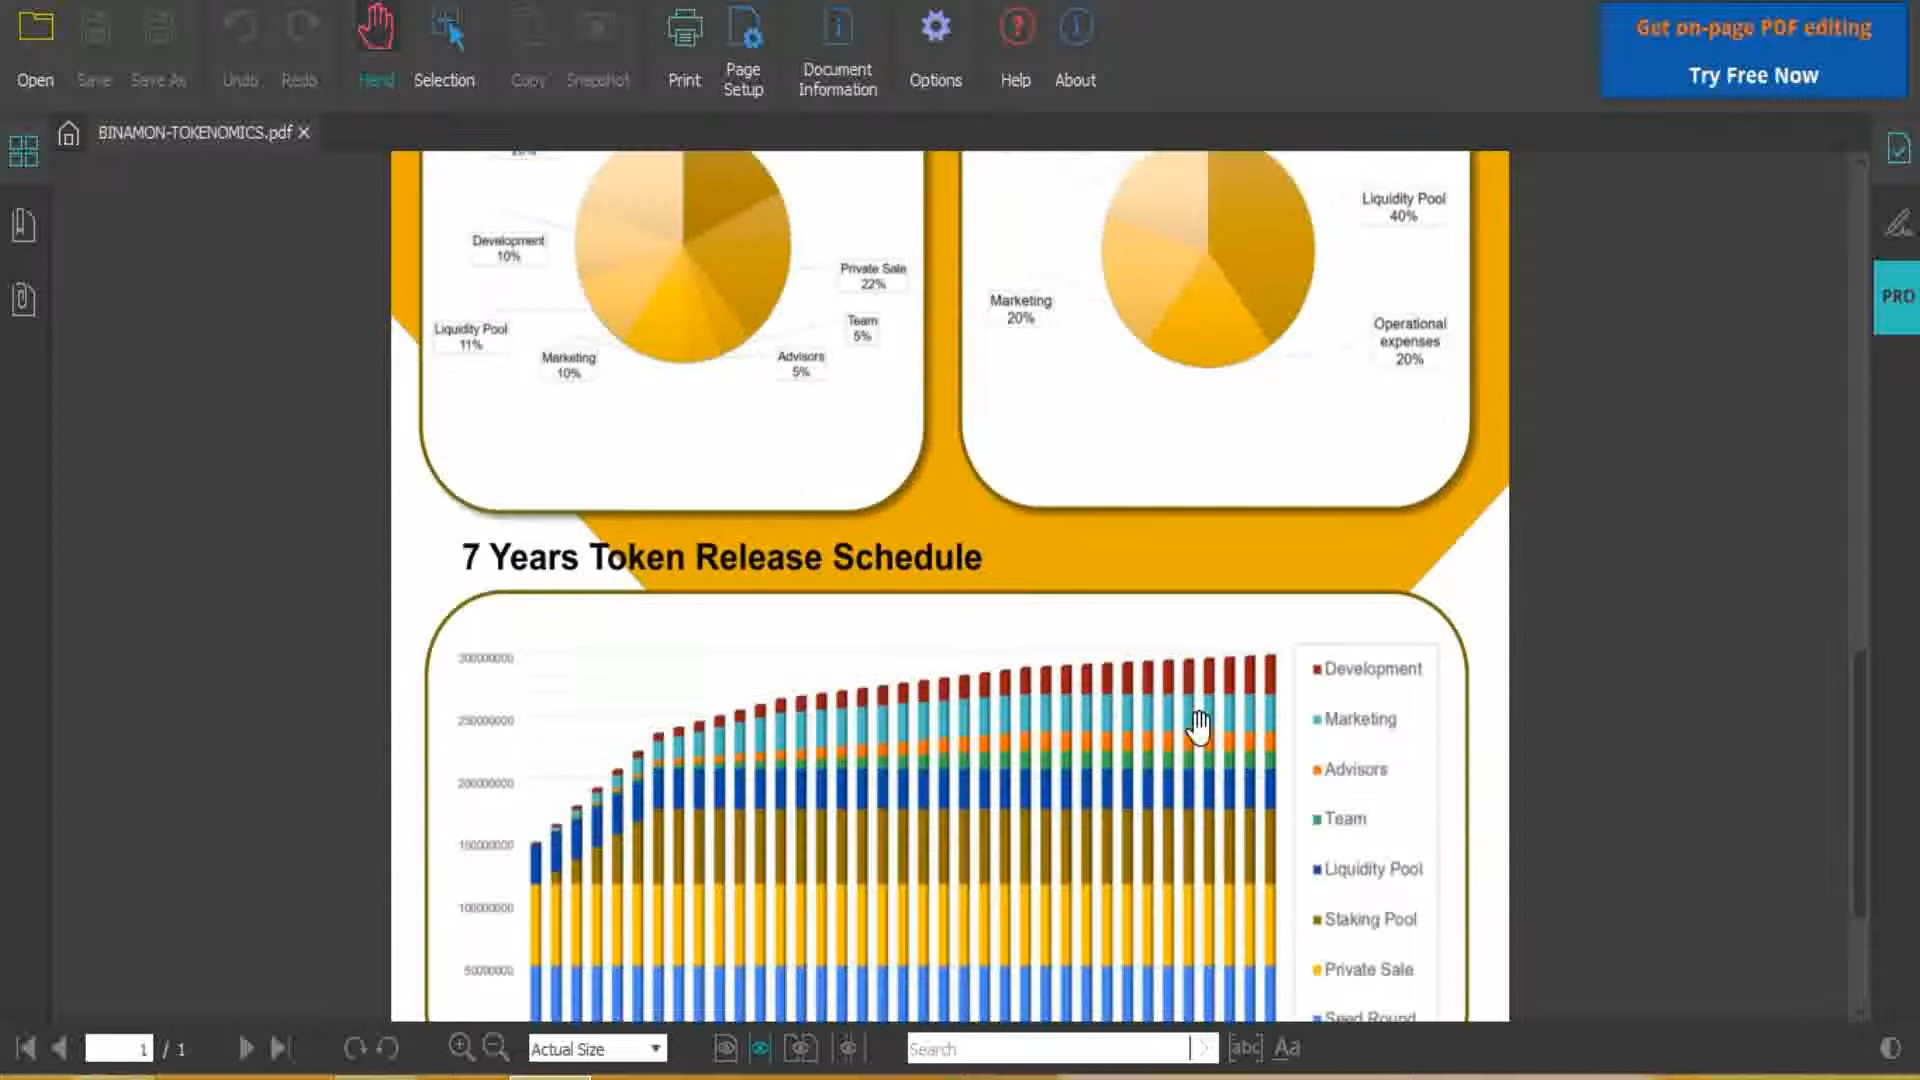 Get on-page PDF editing
Try Free Now
Open
Save
Save As
Undo
Redo
Hand
Selection
Copy
Snapshot
Print
Page
Setup
Document
Information
Options
Help
About
BINAMON-TOKENOMICS.pdf
PRO
Development
10%
Private Sale
22%
Team
5%
Liquidity Pool
11%
Marketing
10%
Advisors
5%
Liquidity Pool
40%
Marketing
20%
Operational
expenses
20%
7 Years Token Release Schedule
300000000
250000000
200000000
150000000
100000000
50000000
Development
Marketing
Advisors
Team
Liquidity Pool
Staking Pool
Private Sale
Seed Round
1 / 1
Actual Size
Search
abc
Aa